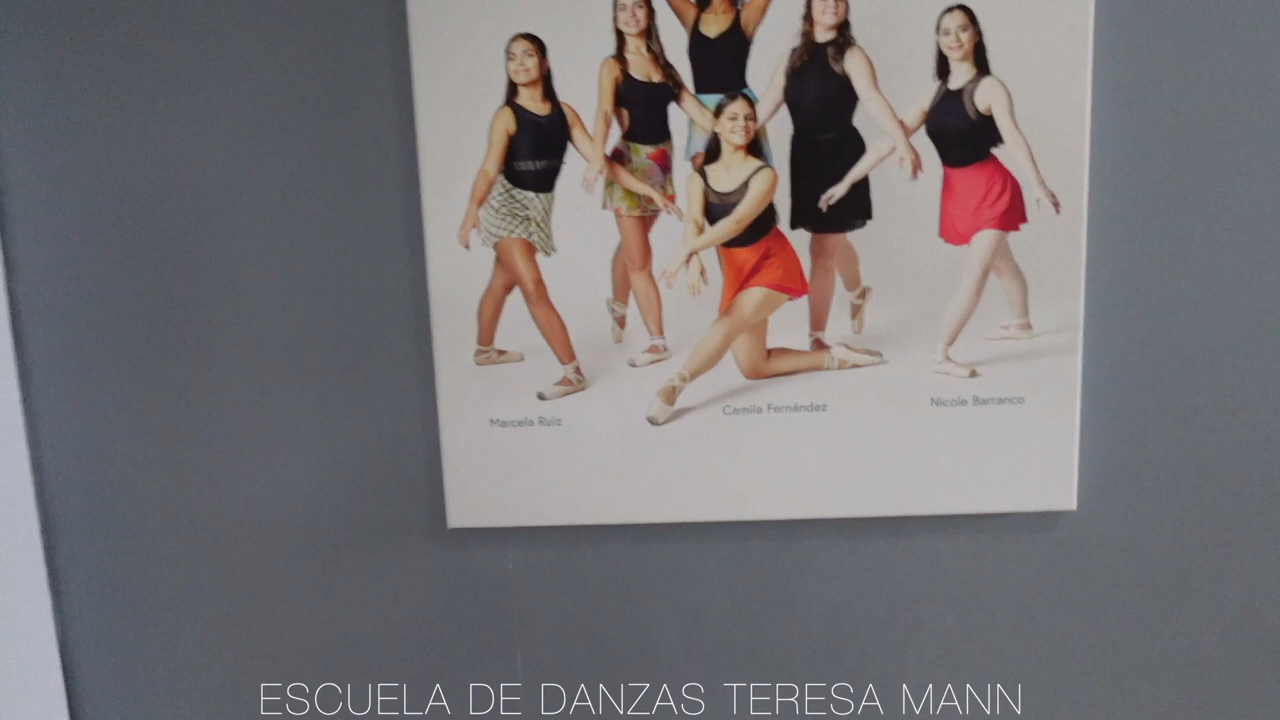 Marcela Ruiz
Camila Fernández
Nicole Barranco
ESCUELA DE DANZAS TERESA MANN